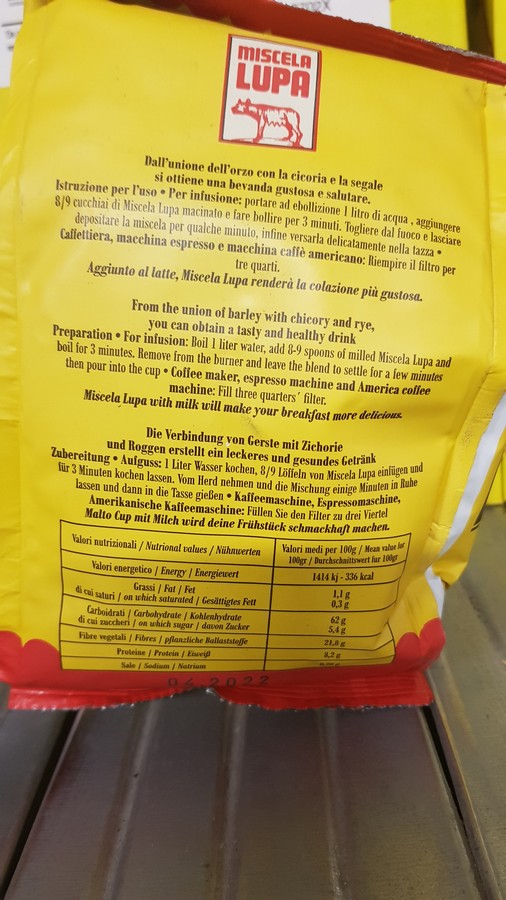 MISCELA
LUPA
Dall'unione dell'orzo con la cicoria e la segale
si ottiene una bevanda gustosa e salutare.
Istruzione per l'uso • Per infusione: portare ad ebollizione 1 litro di acqua , aggiungere
8/9 cucchiai di Miscela Lupa macinato e fare bollire per 3 minuti. Togliere dal fuoco e lasciare
depositare la miscela per qualche minuto, infine versarla delicatamente nella tazza •
Caffettiera, macchina espresso e macchina caffè americano: Riempire il filtro per
tre quarti.
Aggiunto al latte, Miscela Lupa renderà la colazione più gustosa.
From the union of barley with chicory and rye,
you can obtain a tasty and healthy drink
Preparation • For infusion: Boil 1 liter water, add 8-9 spoons of milled Miscela Lupa and
boil for 3 minutes. Remove from the burner and leave the blend to settle for a few minutes
then pour into the cup • Coffee maker, espresso machine and America coffee
machine: Fill three quarters' filter.
Miscela Lupa with milk will make your breakfast more delicious.
Die Verbindung von Gerste mit Zichorie
und Roggen erstellt ein leckeres und gesundes Getränk
Zubereitung • Aufguss: 1 Liter Wasser kochen, 8/9 Löffeln von Miscela Lupa einfügen und
für 3 Minuten kochen lassen. Vom Herd nehmen und die Mischung einige Minuten in Ruhe
lassen und dann in die Tasse gießen • Kaffeemaschine, Espressomaschine,
Amerikanische Kaffeemaschine: Füllen Sie den Filter zu drei Viertel
Malto Cup mit Milch wird deine Frühstück schmackhaft machen.
Valori nutrizionali / Nutrional values / Nühnwerten
Valori medi per 100g / Mean value for
100gr / Durchschnittswert fur 100gr
Valori energetico / Energy / Energiewert
1414 kj - 336 kcal
Grassi / Fat / Fet
di cui saturi / on which saturated / Gesättigtes Fett
1,1 g
0,3 g
Carboidrati / Carbohydrate / Kohlenhydrate
di cui zuccheri / on which sugar / davon Zucker
62 g
5,4 g
Fibre vegetali / Fibres / pflanzliche Ballaststoffe
21,8 g
Proteine / Protein / Eiweiß
8,2 g
Sale / Sodium / Natrium
04 2022